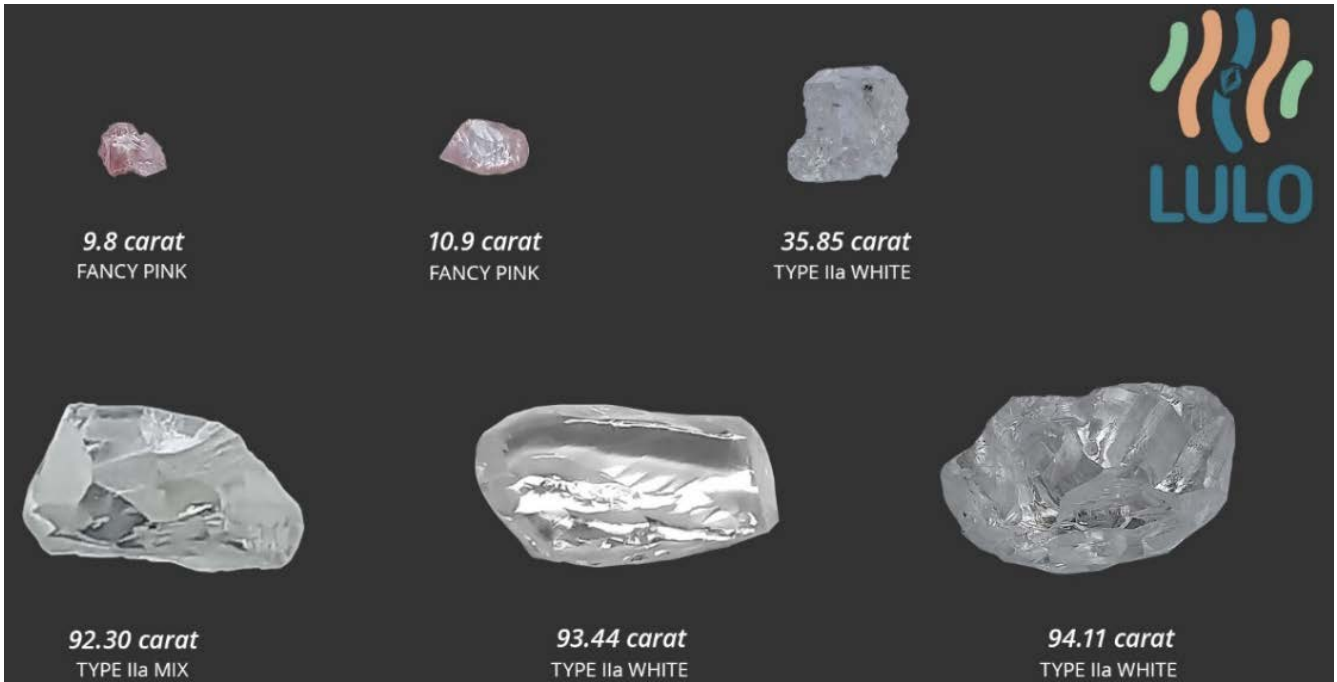 LULO
9.8 carat
FANCY PINK
10.9 carat
FANCY PINK
35.85 carat
TYPE IIa WHITE
92.30 carat
TYPE IIa MIX
93.44 carat
TYPE IIa WHITE
94.11 carat
TYPE IIa WHITE